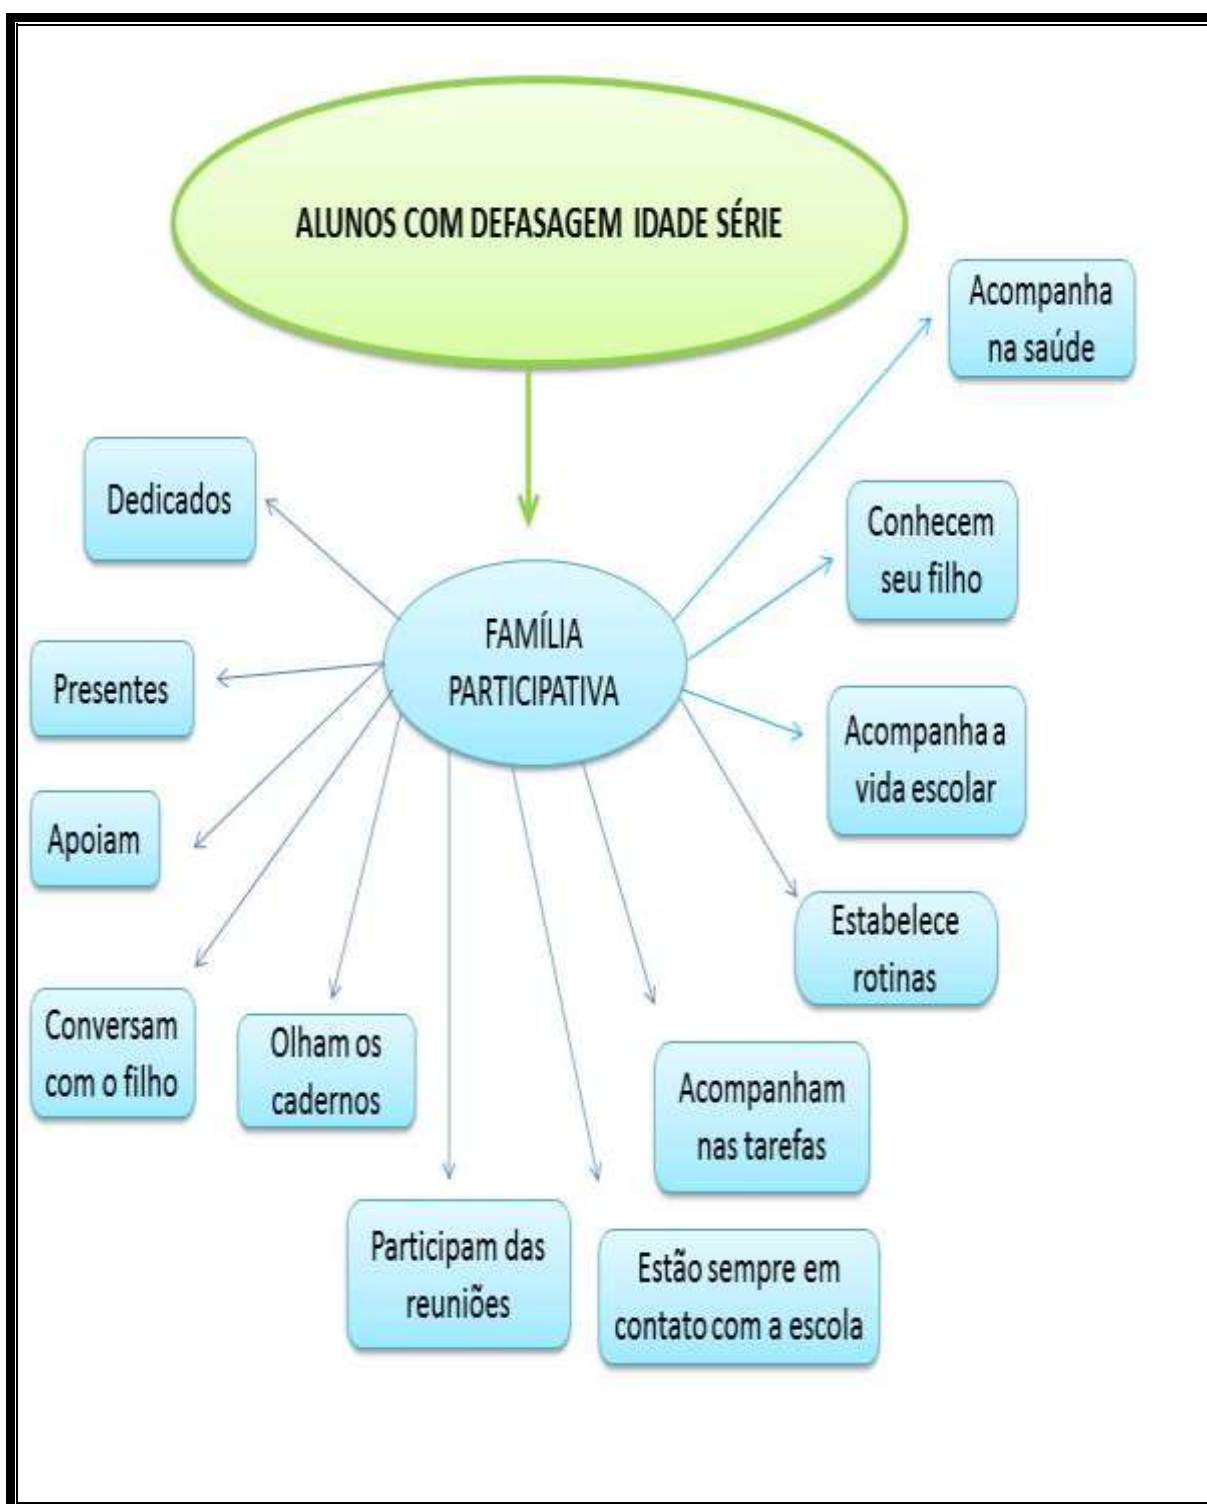 ALUNOS COM DEFASAGEM IDADE SÉRIE
Acompanha
na saúde
Dedicados
Conhecem
seu filho
FAMÍLIA
PARTICIPATIVA
Presentes
Acompanha a
vida escolar
Apoiam
Estabelece
rotinas
Conversam
com o filho
Olham os
cadernos
Acompanham
nas tarefas
Participam das
reuniões
Estão sempre em
contato com a escola